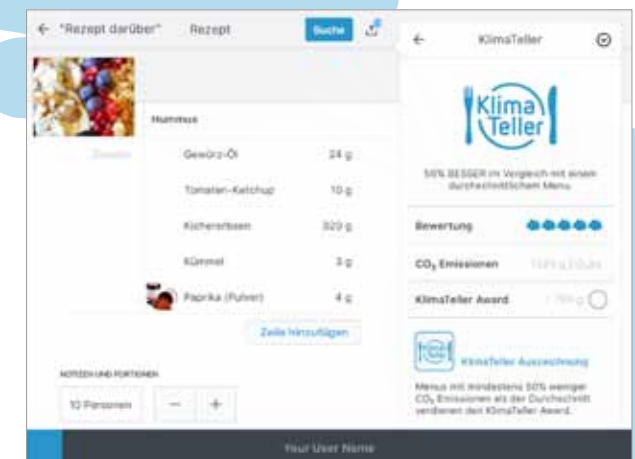 "Rezept darüber" Rezept Suche
Hummus
Gewürz-Öl 24 g
Tomaten-Ketchup 10 g
Kichererbsen 320 g
Kümmel 3 g
Paprika (Pulver) 4 g
Zeile hinzufügen
NOTIZEN UND PORTIONEN
10 Personen - +
KlimaTeller
Klima
Teller
50% BESSER im Vergleich mit einem
durchschnittlichem Menu
Bewertung
CO₂ Emissionen
KlimaTeller Award
Klima
Teller
KlimaTeller Auszeichnung
Menus mit mindestens 50% weniger
CO₂ Emissionen als der Durchschnitt
verdienen den KlimaTeller Award.
Your User Name